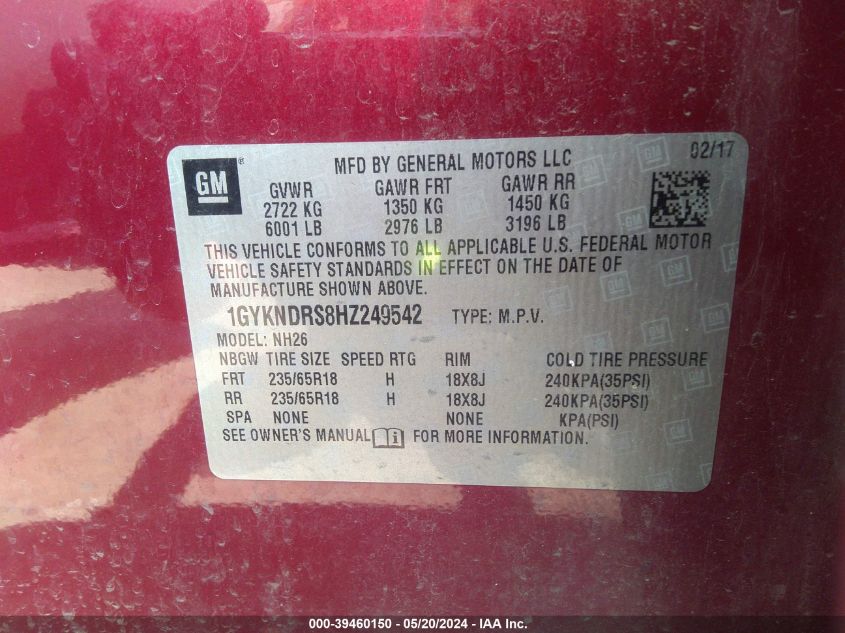 GM
MFD BY GENERAL MOTORS LLC
02/17
GVWR GAWR FRT GAWR RR
2722 KG 1350 KG 1450 KG
6001 LB 2976 LB 3196 LB
THIS VEHICLE CONFORMS TO ALL APPLICABLE U.S. FEDERAL MOTOR
VEHICLE SAFETY STANDARDS IN EFFECT ON THE DATE OF
MANUFACTURE SHOWN ABOVE.
1GYKNDRS8HZ249542 TYPE: M.P.V.
MODEL: NH26
NBGW TIRE SIZE SPEED RTG RIM COLD TIRE PRESSURE
FRT 235/65R18 H 18X8J 240KPA(35PSI)
RR 235/65R18 H 18X8J 240KPA(35PSI)
SPA NONE NONE KPA(PSI)
SEE OWNER'S MANUAL FOR MORE INFORMATION.
000-39460150 - 05/20/2024 - IAA Inc.